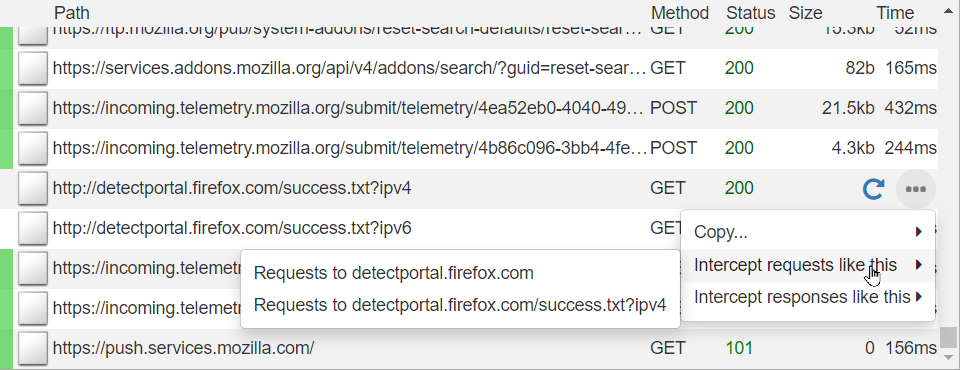 Path Method Status Size Time
https://ftp.mozilla.org/pub/system-addons/reset-search-defaults/reset-sear… GET 200 15.3kb 52ms
https://services.addons.mozilla.org/api/v4/addons/search/?guid=reset-sear… GET 200 82b 165ms
https://incoming.telemetry.mozilla.org/submit/telemetry/4ea52eb0-4040-49… POST 200 21.5kb 432ms
https://incoming.telemetry.mozilla.org/submit/telemetry/4b86c096-3bb4-4fe… POST 200 4.3kb 244ms
http://detectportal.firefox.com/success.txt?ipv4 GET 200
http://detectportal.firefox.com/success.txt?ipv6 GET
Copy...
https://incoming.telemetr
Requests to detectportal.firefox.com
Intercept requests like this
https://incoming.telemetr
Requests to detectportal.firefox.com/success.txt?ipv4
Intercept responses like this
https://push.services.mozilla.com/ GET 101 0 156ms